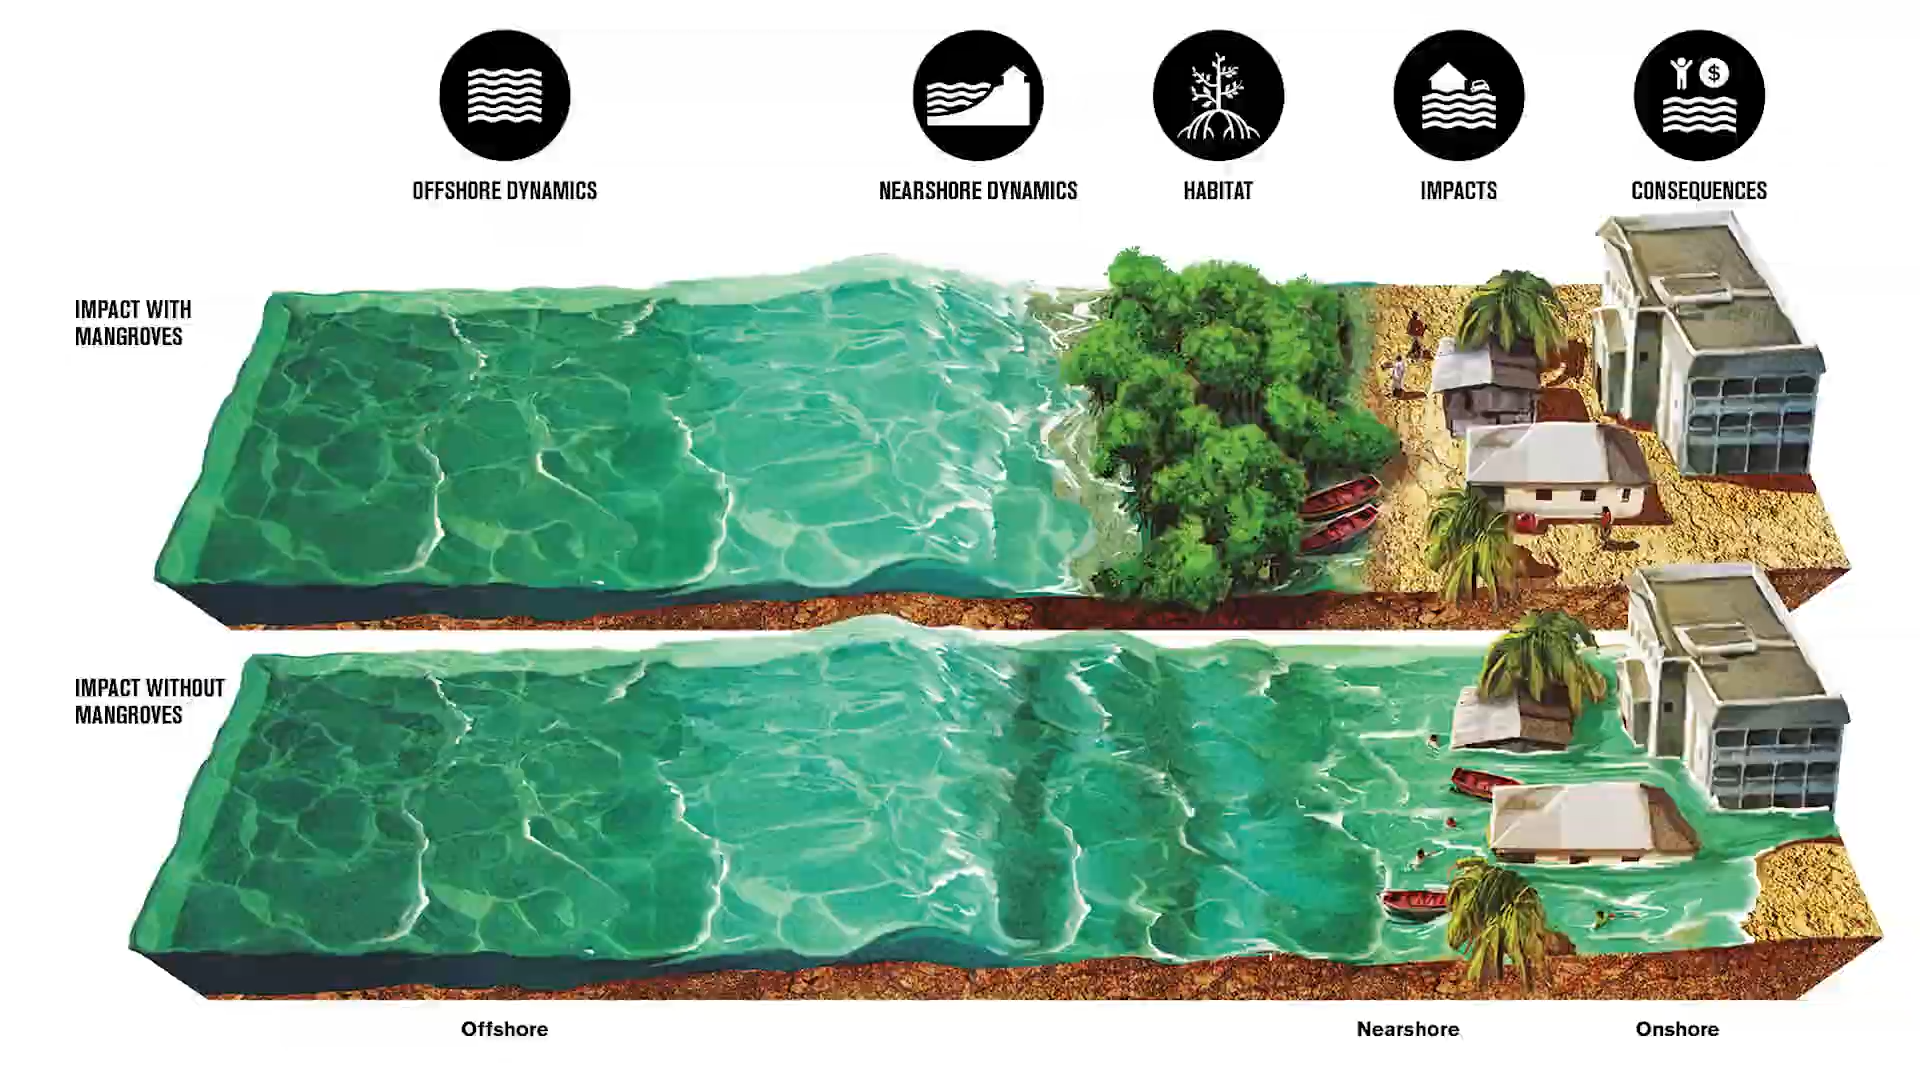 $
OFFSHORE DYNAMICS
NEARSHORE DYNAMICS
HABITAT
IMPACTS
CONSEQUENCES
IMPACT WITH
MANGROVES
IMPACT WITHOUT
MANGROVES
Offshore
Nearshore
Onshore